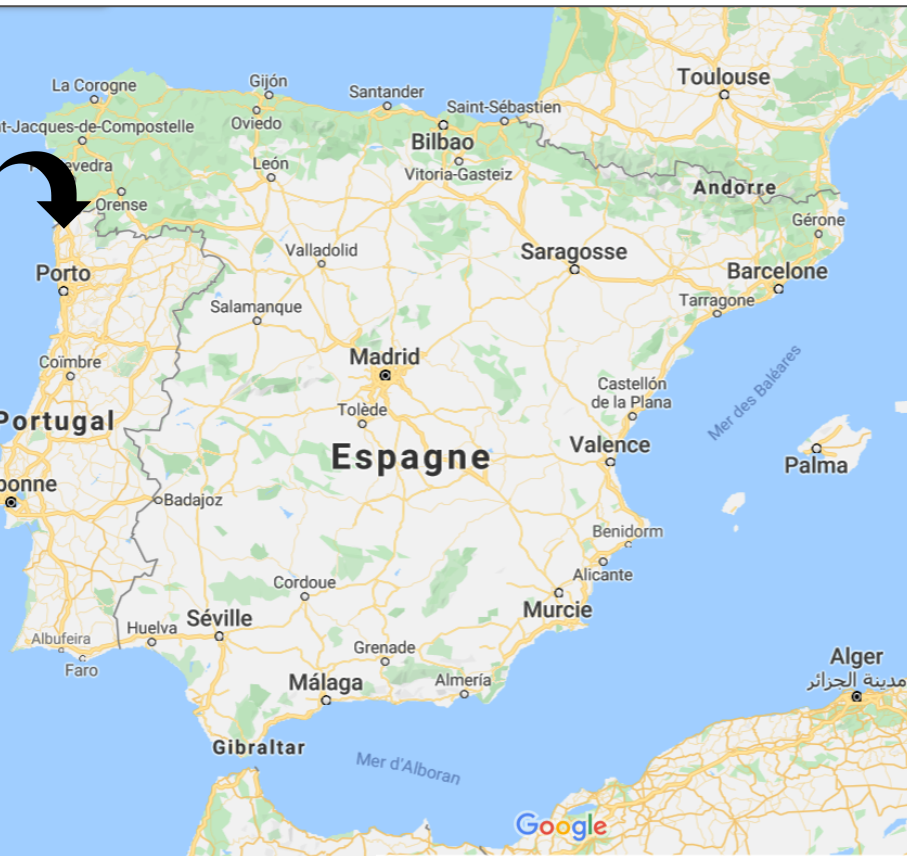 Toulouse
La Corogne
Gijón
Santander
Saint-Sébastien
t-Jacques-de-Compostelle
Oviedo
Bilbao
León
Vitoria-Gasteiz
evedra
Andorre
Orense
Gérone
Valladolid
Saragosse
Porto
Barcelone
Salamanque
Tarragone
Madrid
Coïmbre
Castellón
de la Plana
Mer des Baléares
Tolède
Portugal
Valence
Espagne
Palma
bonne
Badajoz
Benidorm
Alicante
Cordoue
Murcie
Séville
Huelva
Albufeira
Grenade
Faro
Alger
مدينة الجزائر
Málaga
Almería
Gibraltar
Mer d'Alboran
Google